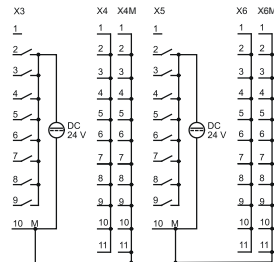 X3 X4 X4M X5 X6 X6M
1 1 1 1 1 1
2 2 2 2 2 2
3 3 3 3 3 3
4 4 4 4 4 4
5 5 5 5 5 5
DC DC
24 V 24 V
6 6 6 6 6 6
7 7 7 7 7 7
8 8 8 8 8 8
9 9 9 9 9 9
10 M 10 10 10 M 10 10
11 11 11 11